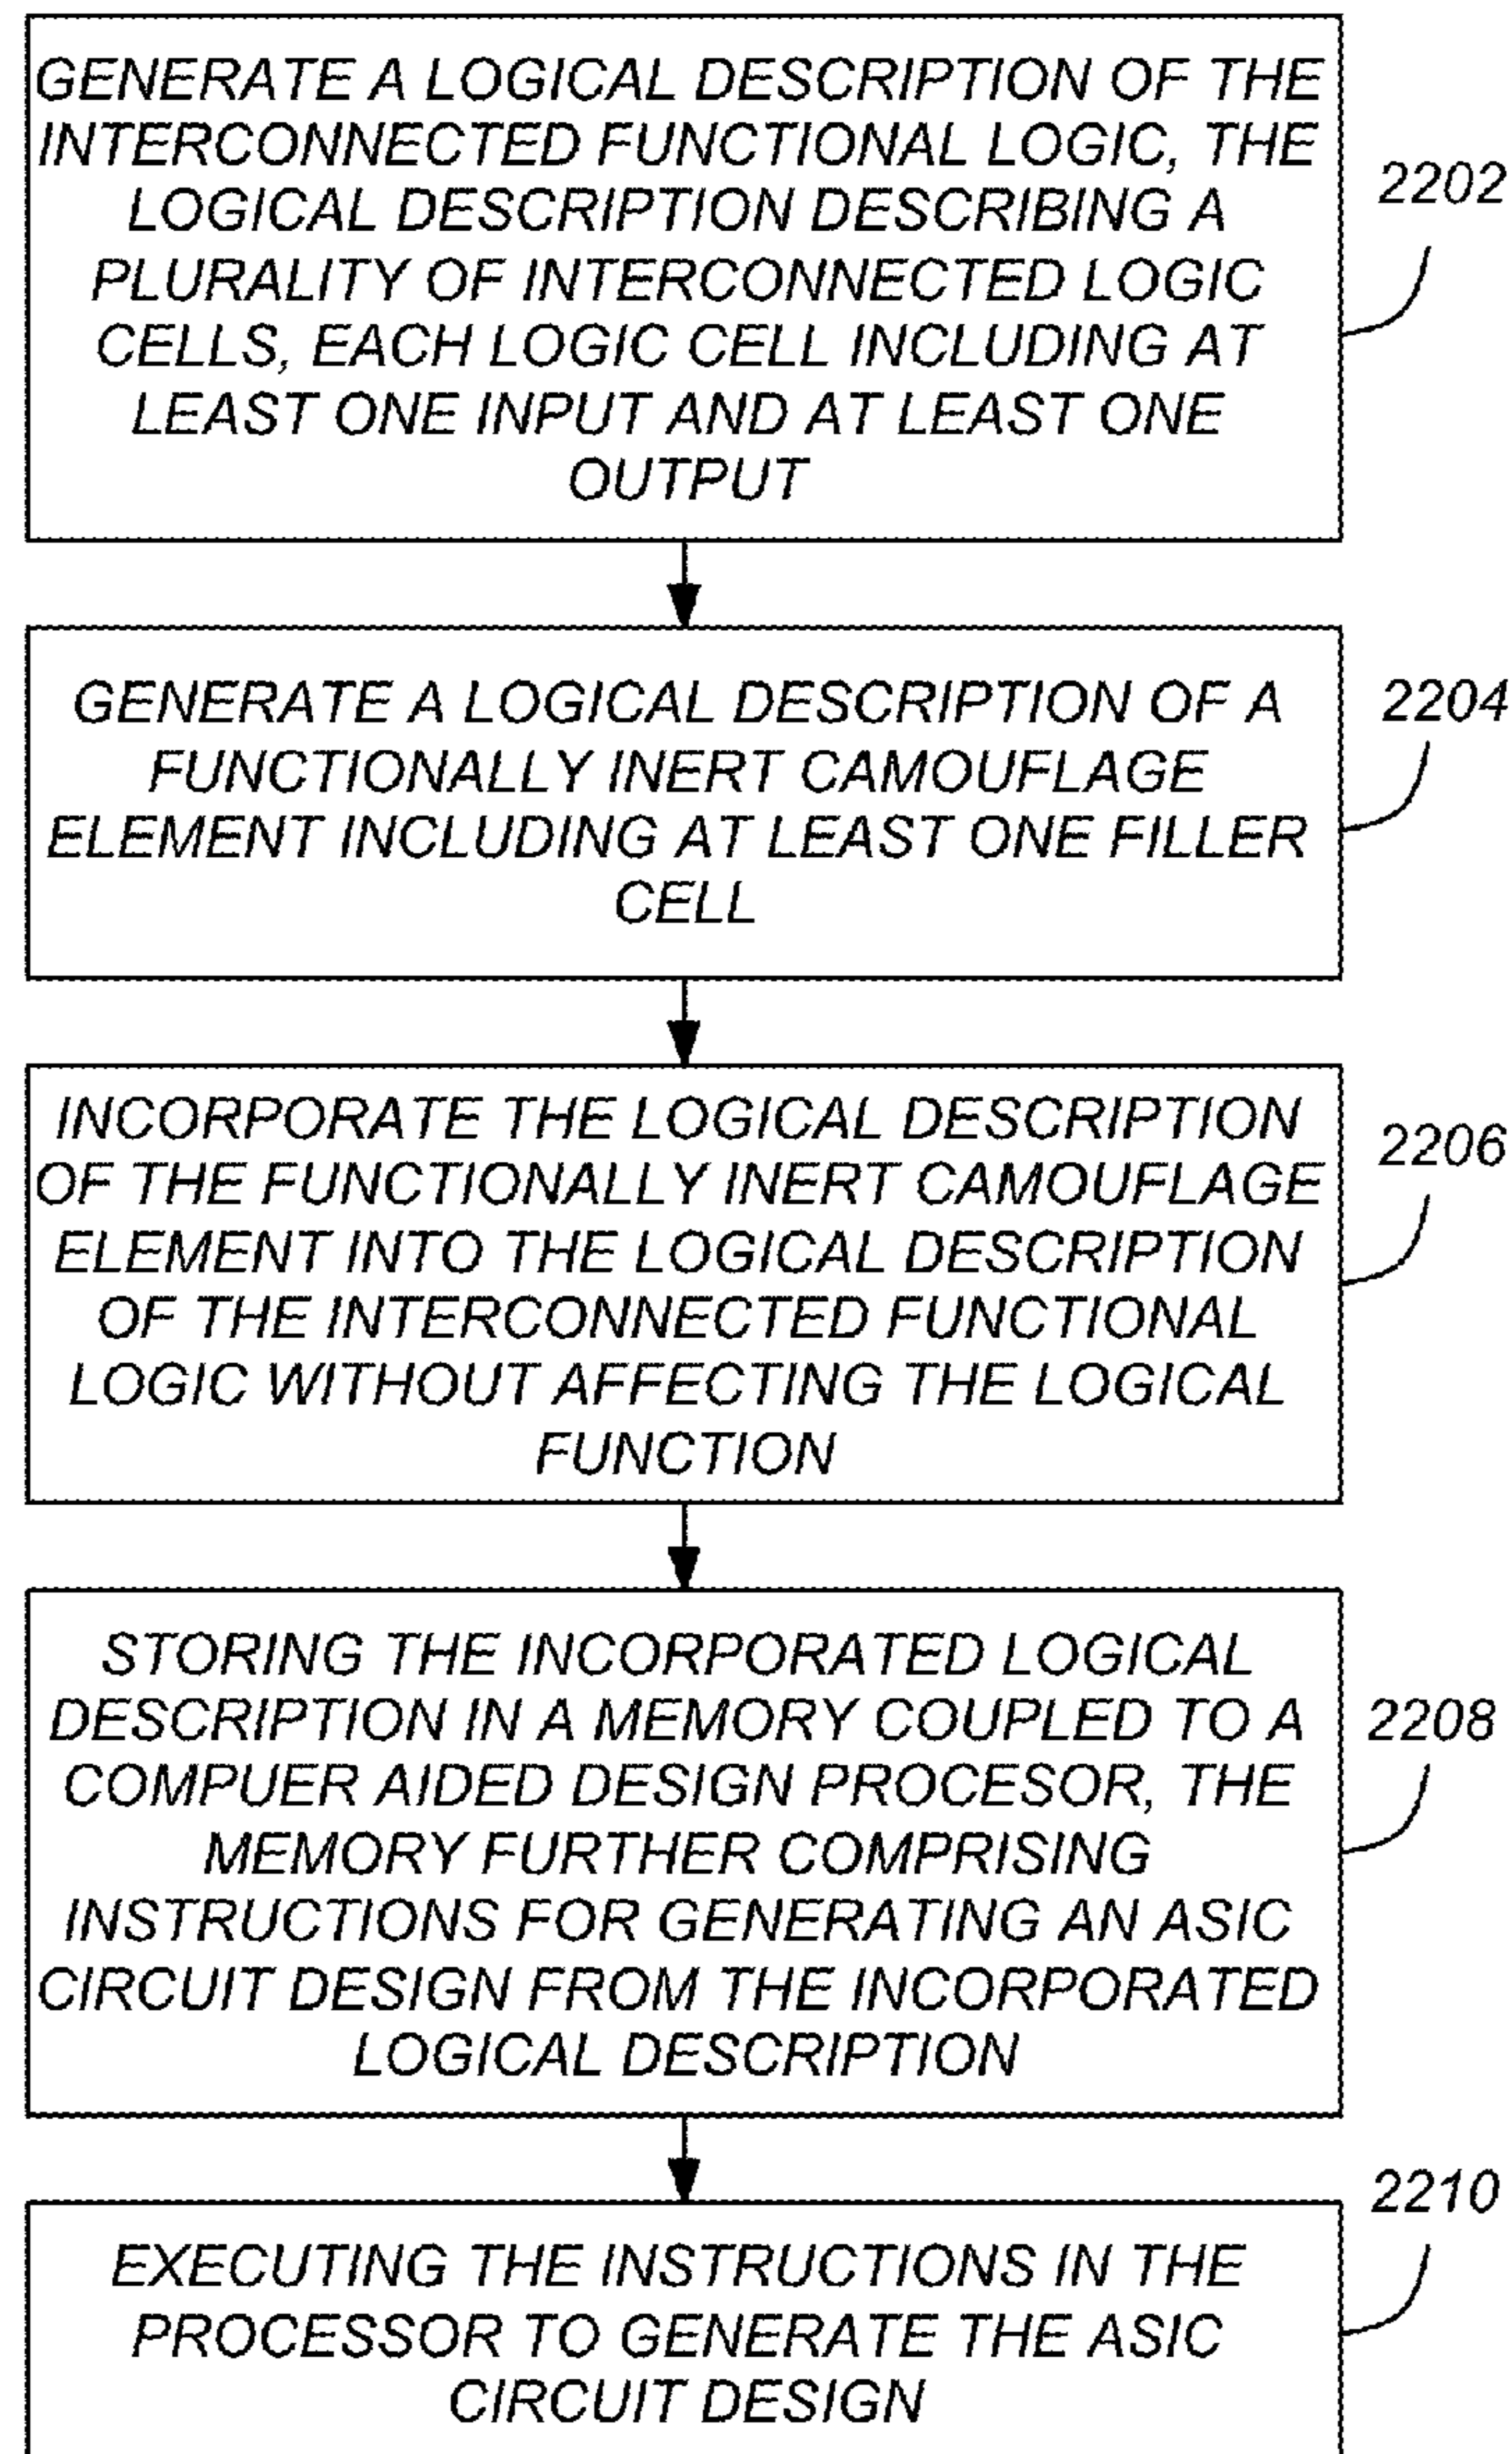 GENERATE A LOGICAL DESCRIPTION OF THE
INTERCONNECTED FUNCTIONAL LOGIC, THE
LOGICAL DESCRIPTION DESCRIBING A
PLURALITY OF INTERCONNECTED LOGIC
CELLS, EACH LOGIC CELL INCLUDING AT
LEAST ONE INPUT AND AT LEAST ONE
OUTPUT
2202
GENERATE A LOGICAL DESCRIPTION OF A
FUNCTIONALLY INERT CAMOUFLAGE
ELEMENT INCLUDING AT LEAST ONE FILLER
CELL
2204
INCORPORATE THE LOGICAL DESCRIPTION
OF THE FUNCTIONALLY INERT CAMOUFLAGE
ELEMENT INTO THE LOGICAL DESCRIPTION
OF THE INTERCONNECTED FUNCTIONAL
LOGIC WITHOUT AFFECTING THE LOGICAL
FUNCTION
2206
STORING THE INCORPORATED LOGICAL
DESCRIPTION IN A MEMORY COUPLED TO A
COMPUER AIDED DESIGN PROCESOR, THE
MEMORY FURTHER COMPRISING
INSTRUCTIONS FOR GENERATING AN ASIC
CIRCUIT DESIGN FROM THE INCORPORATED
LOGICAL DESCRIPTION
2208
EXECUTING THE INSTRUCTIONS IN THE
PROCESSOR TO GENERATE THE ASIC
CIRCUIT DESIGN
2210